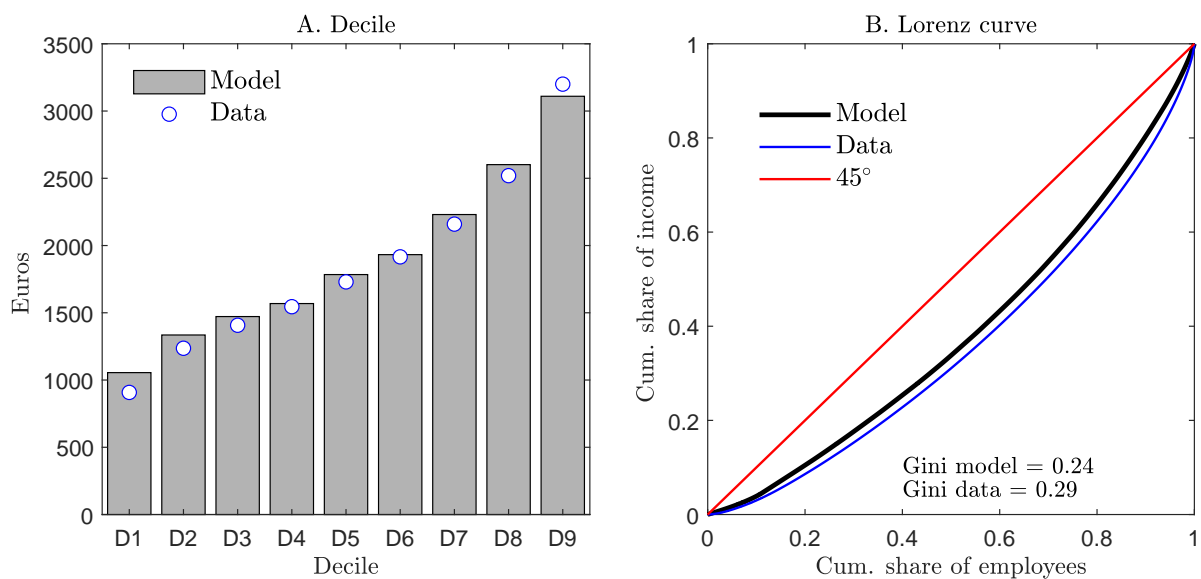 A. Decile
3500
3000
2500
2000
1500
1000
500
0
Euros
Model
Data
D1 D2 D3 D4 D5 D6 D7 D8 D9
Decile
B. Lorenz curve
1
0.8
0.6
0.4
0.2
0
Cum. share of income
Model
Data
45°
Gini model = 0.24
Gini data = 0.29
0 0.2 0.4 0.6 0.8 1
Cum. share of employees